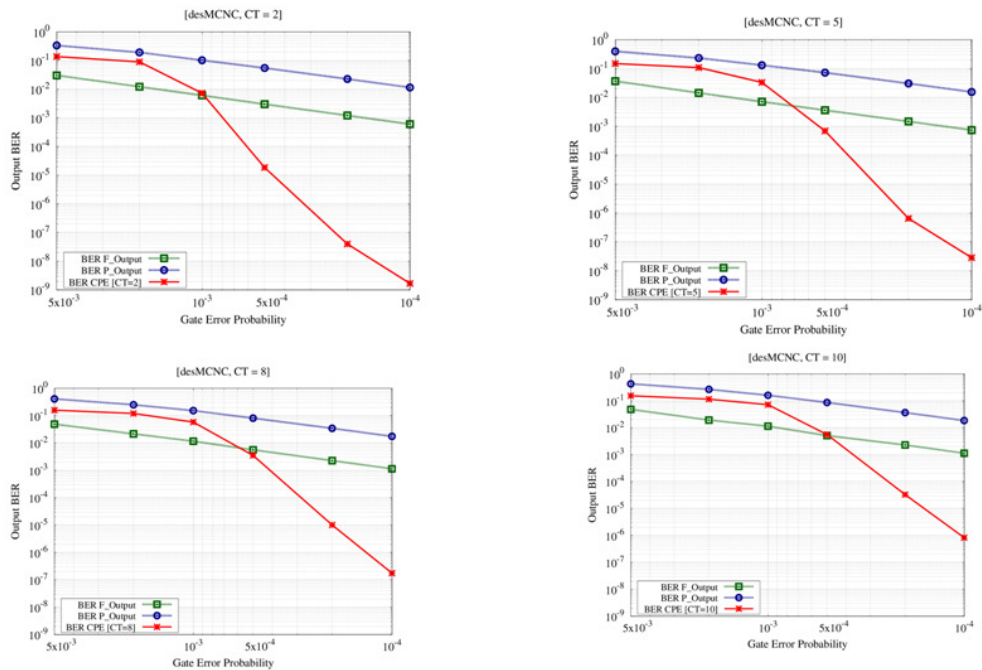 [desMCNC, CT = 2]
10⁰
10⁻¹
10⁻²
10⁻³
10⁻⁴
10⁻⁵
10⁻⁶
10⁻⁷
10⁻⁸
10⁻⁹
Output BER
BER F_Output
BER P_Output
BER CPE [CT=2]
5x10⁻³
10⁻³
5x10⁻⁴
10⁻⁴
Gate Error Probability
[desMCNC, CT = 5]
10⁰
10⁻¹
10⁻²
10⁻³
10⁻⁴
10⁻⁵
10⁻⁶
10⁻⁷
10⁻⁸
10⁻⁹
Output BER
BER F_Output
BER P_Output
BER CPE [CT=5]
5x10⁻³
10⁻³
5x10⁻⁴
10⁻⁴
Gate Error Probability
[desMCNC, CT = 8]
10⁰
10⁻¹
10⁻²
10⁻³
10⁻⁴
10⁻⁵
10⁻⁶
10⁻⁷
10⁻⁸
10⁻⁹
Output BER
BER F_Output
BER P_Output
BER CPE [CT=8]
5x10⁻³
10⁻³
5x10⁻⁴
10⁻⁴
Gate Error Probability
[desMCNC, CT = 10]
10⁰
10⁻¹
10⁻²
10⁻³
10⁻⁴
10⁻⁵
10⁻⁶
10⁻⁷
10⁻⁸
10⁻⁹
Output BER
BER F_Output
BER P_Output
BER CPE [CT=10]
5x10⁻³
10⁻³
5x10⁻⁴
10⁻⁴
Gate Error Probability